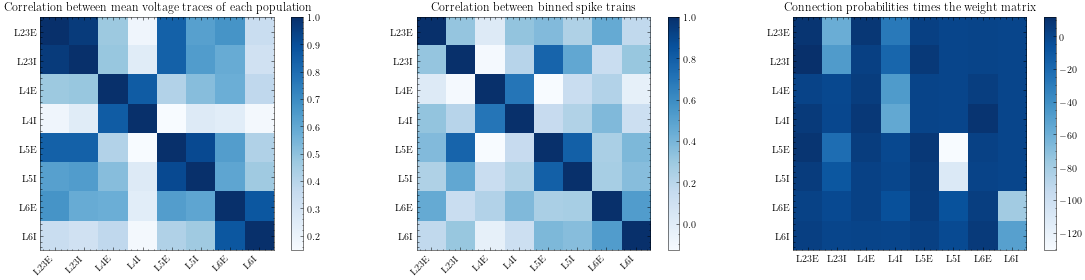 Correlation between mean voltage traces of each population
L23E
L23I
L4E
L4I
L5E
L5I
L6E
L6I
L23E L23I L4E L4I L5E L5I L6E L6I
1.0
0.9
0.8
0.7
0.6
0.5
0.4
0.3
0.2
Correlation between binned spike trains
L23E
L23I
L4E
L4I
L5E
L5I
L6E
L6I
L23E L23I L4E L4I L5E L5I L6E L6I
1.0
0.8
0.6
0.4
0.2
0.0
Connection probabilities times the weight matrix
L23E
L23I
L4E
L4I
L5E
L5I
L6E
L6I
L23E L23I L4E L4I L5E L5I L6E L6I
0
−20
−40
−60
−80
−100
−120